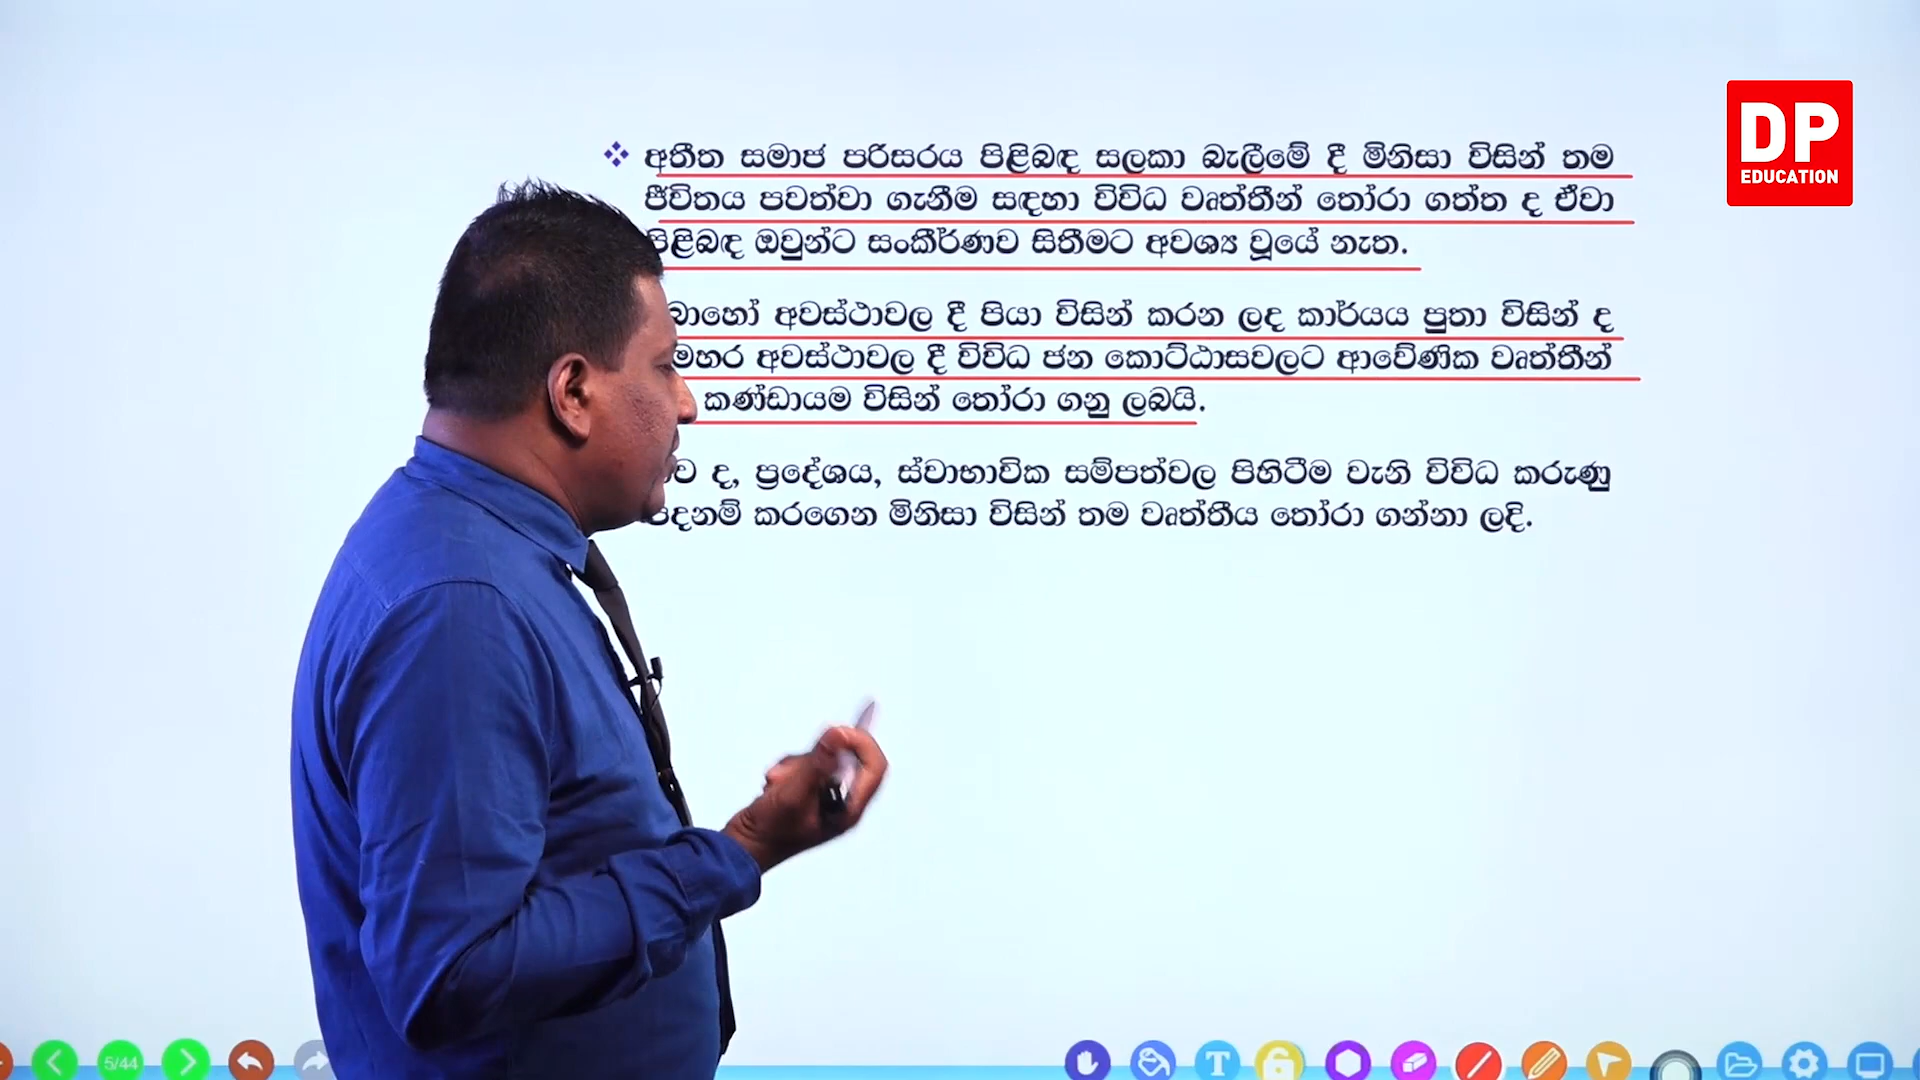 DP
EDUCATION
අතීත සමාජ පරිසරය පිළිබඳ සලකා බැලීමේ දී මිනිසා විසින් තම
ජීවිතය පවත්වා ගැනීම සඳහා විවිධ වෘත්තීන් තෝරා ගත්ත ද ඒවා
පිළිබඳ ඔවුන්ට සංකීර්ණව සිතීමට අවශ්‍ය වූයේ නැත.
බොහෝ අවස්ථාවල දී පියා විසින් කරන ලද කාර්යය පුතා විසින් ද
සමහර අවස්ථාවල දී විවිධ ජන කොට්ඨාසවලට ආවේණික වෘත්තීන්
කණ්ඩායම විසින් තෝරා ගනු ලබයි.
ද, ප්‍රදේශය, ස්වාභාවික සම්පත්වල පිහිටීම වැනි විවිධ කරුණු
පදනම් කරගෙන මිනිසා විසින් තම වෘත්තීය තෝරා ගන්නා ලදි.
5/44